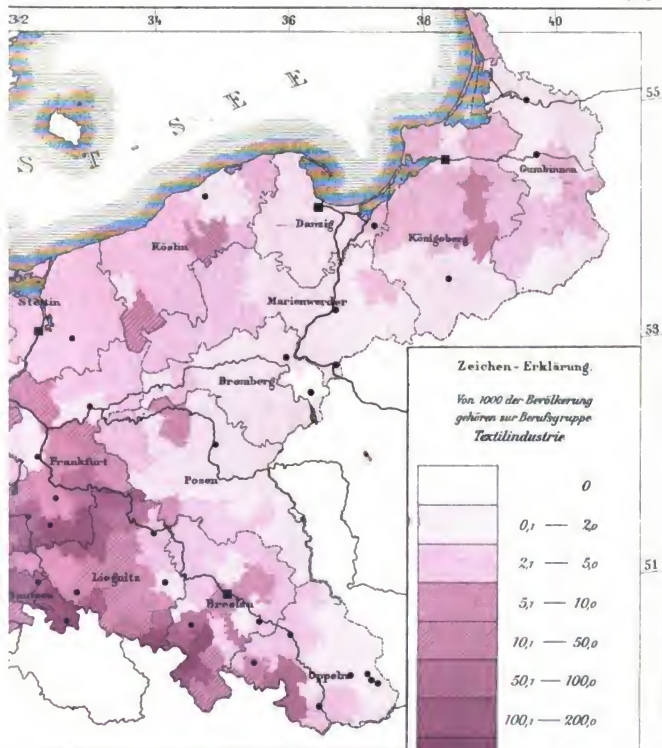 32 34 36 38 40
55
ST - SEE
Gumbinnen
Danzig
Königsberg
Köslin
Marienwerder
Stettin
53
Bromberg
Zeichen - Erklärung.
Von 1000 der Bevölkerung
gehören zur Berufsgruppe
Textilindustrie
Frankfurt
Posen
0
0,1 — 2,0
2,1 — 5,0
51
Liegnitz
Breslau
5,1 — 10,0
10,1 — 50,0
Oppeln
50,1 — 100,0
100,1 — 200,0